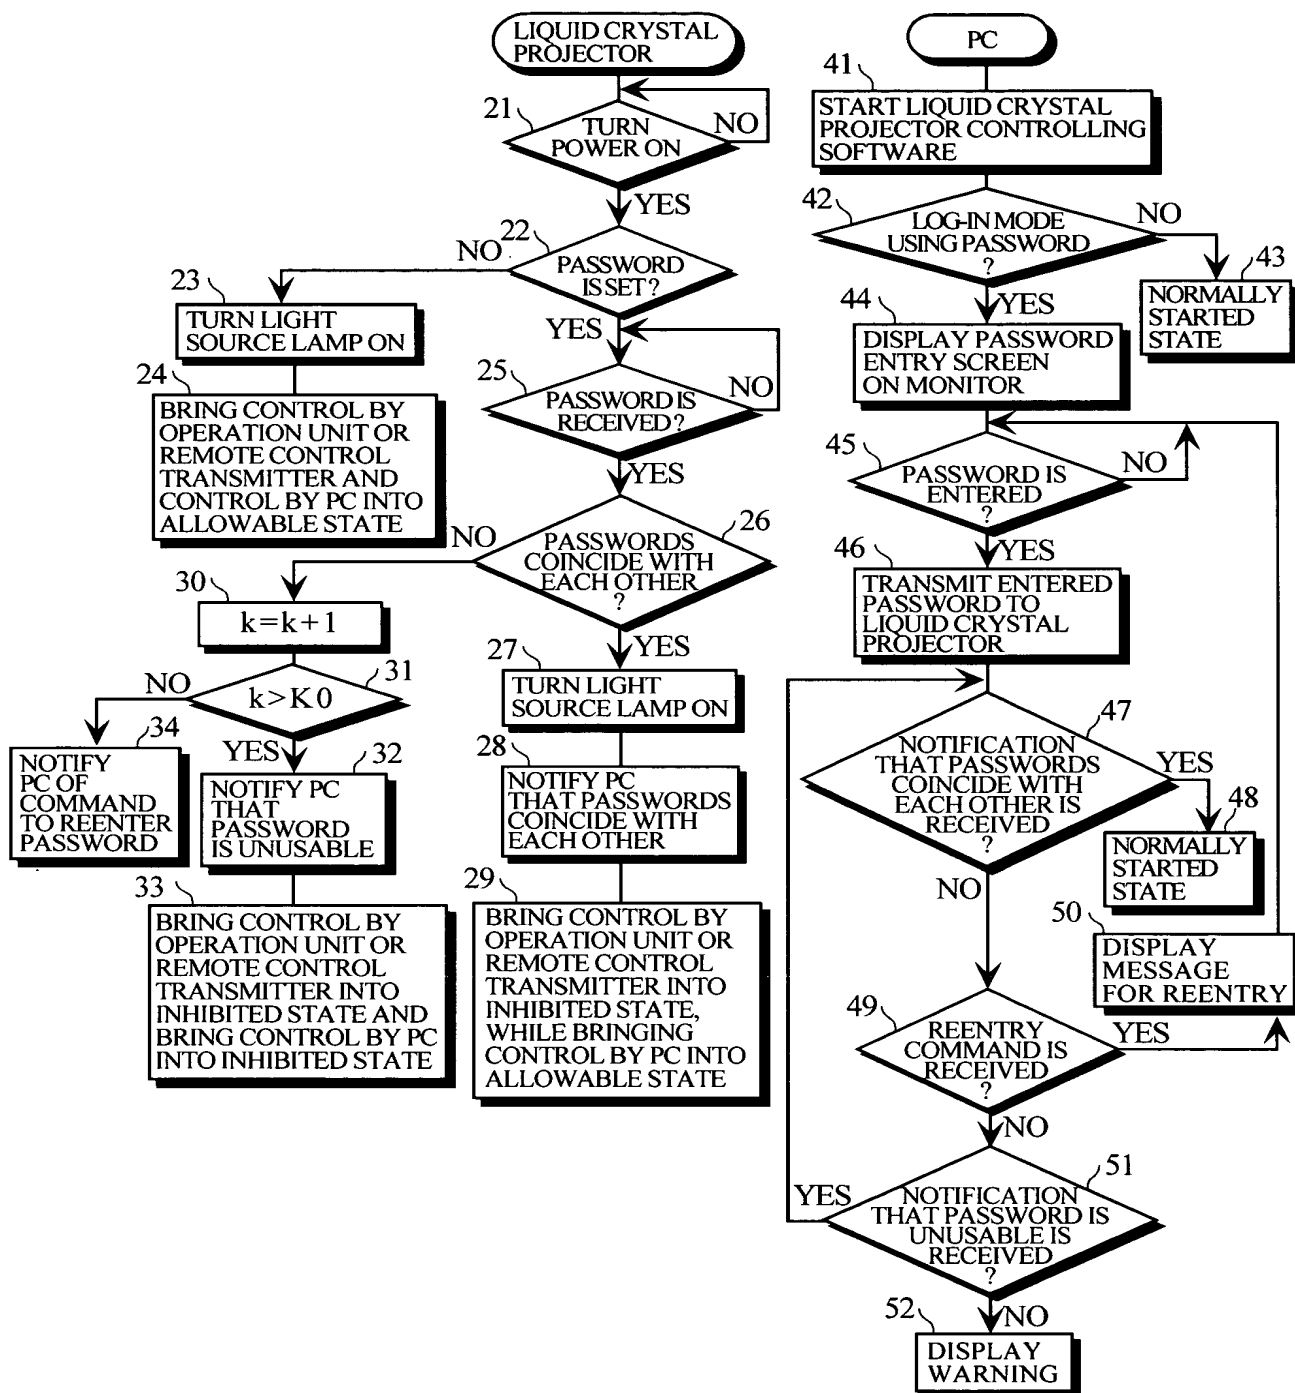 LIQUID CRYSTAL
PROJECTOR
21
TURN
POWER ON
NO
YES
22
PASSWORD
IS SET?
NO
YES
23
TURN LIGHT
SOURCE LAMP ON
24
BRING CONTROL BY
OPERATION UNIT OR
REMOTE CONTROL
TRANSMITTER AND
CONTROL BY PC INTO
ALLOWABLE STATE
25
PASSWORD IS
RECEIVED?
NO
YES
26
PASSWORDS
COINCIDE WITH
EACH OTHER
?
NO
YES
30
k=k+1
31
k>K0
NO
YES
34
NOTIFY
PC OF
COMMAND
TO REENTER
PASSWORD
32
NOTIFY PC
THAT
PASSWORD
IS UNUSABLE
33
BRING CONTROL BY
OPERATION UNIT OR
REMOTE CONTROL
TRANSMITTER INTO
INHIBITED STATE AND
BRING CONTROL BY PC
INTO INHIBITED STATE
27
TURN LIGHT
SOURCE LAMP ON
28
NOTIFY PC
THAT PASSWORDS
COINCIDE WITH
EACH OTHER
29
BRING CONTROL BY
OPERATION UNIT OR
REMOTE CONTROL
TRANSMITTER INTO
INHIBITED STATE,
WHILE BRINGING
CONTROL BY PC INTO
ALLOWABLE STATE
PC
41
START LIQUID CRYSTAL
PROJECTOR CONTROLLING
SOFTWARE
42
LOG-IN MODE
USING PASSWORD
?
NO
YES
43
NORMALLY
STARTED
STATE
44
DISPLAY PASSWORD
ENTRY SCREEN
ON MONITOR
45
PASSWORD IS
ENTERED
?
NO
YES
46
TRANSMIT ENTERED
PASSWORD TO
LIQUID CRYSTAL
PROJECTOR
47
NOTIFICATION
THAT PASSWORDS
COINCIDE WITH
EACH OTHER IS
RECEIVED
?
YES
NO
48
NORMALLY
STARTED
STATE
50
DISPLAY
MESSAGE
FOR REENTRY
49
REENTRY
COMMAND IS
RECEIVED
?
YES
NO
51
NOTIFICATION
THAT PASSWORD IS
UNUSABLE IS
RECEIVED
?
YES
NO
52
DISPLAY
WARNING